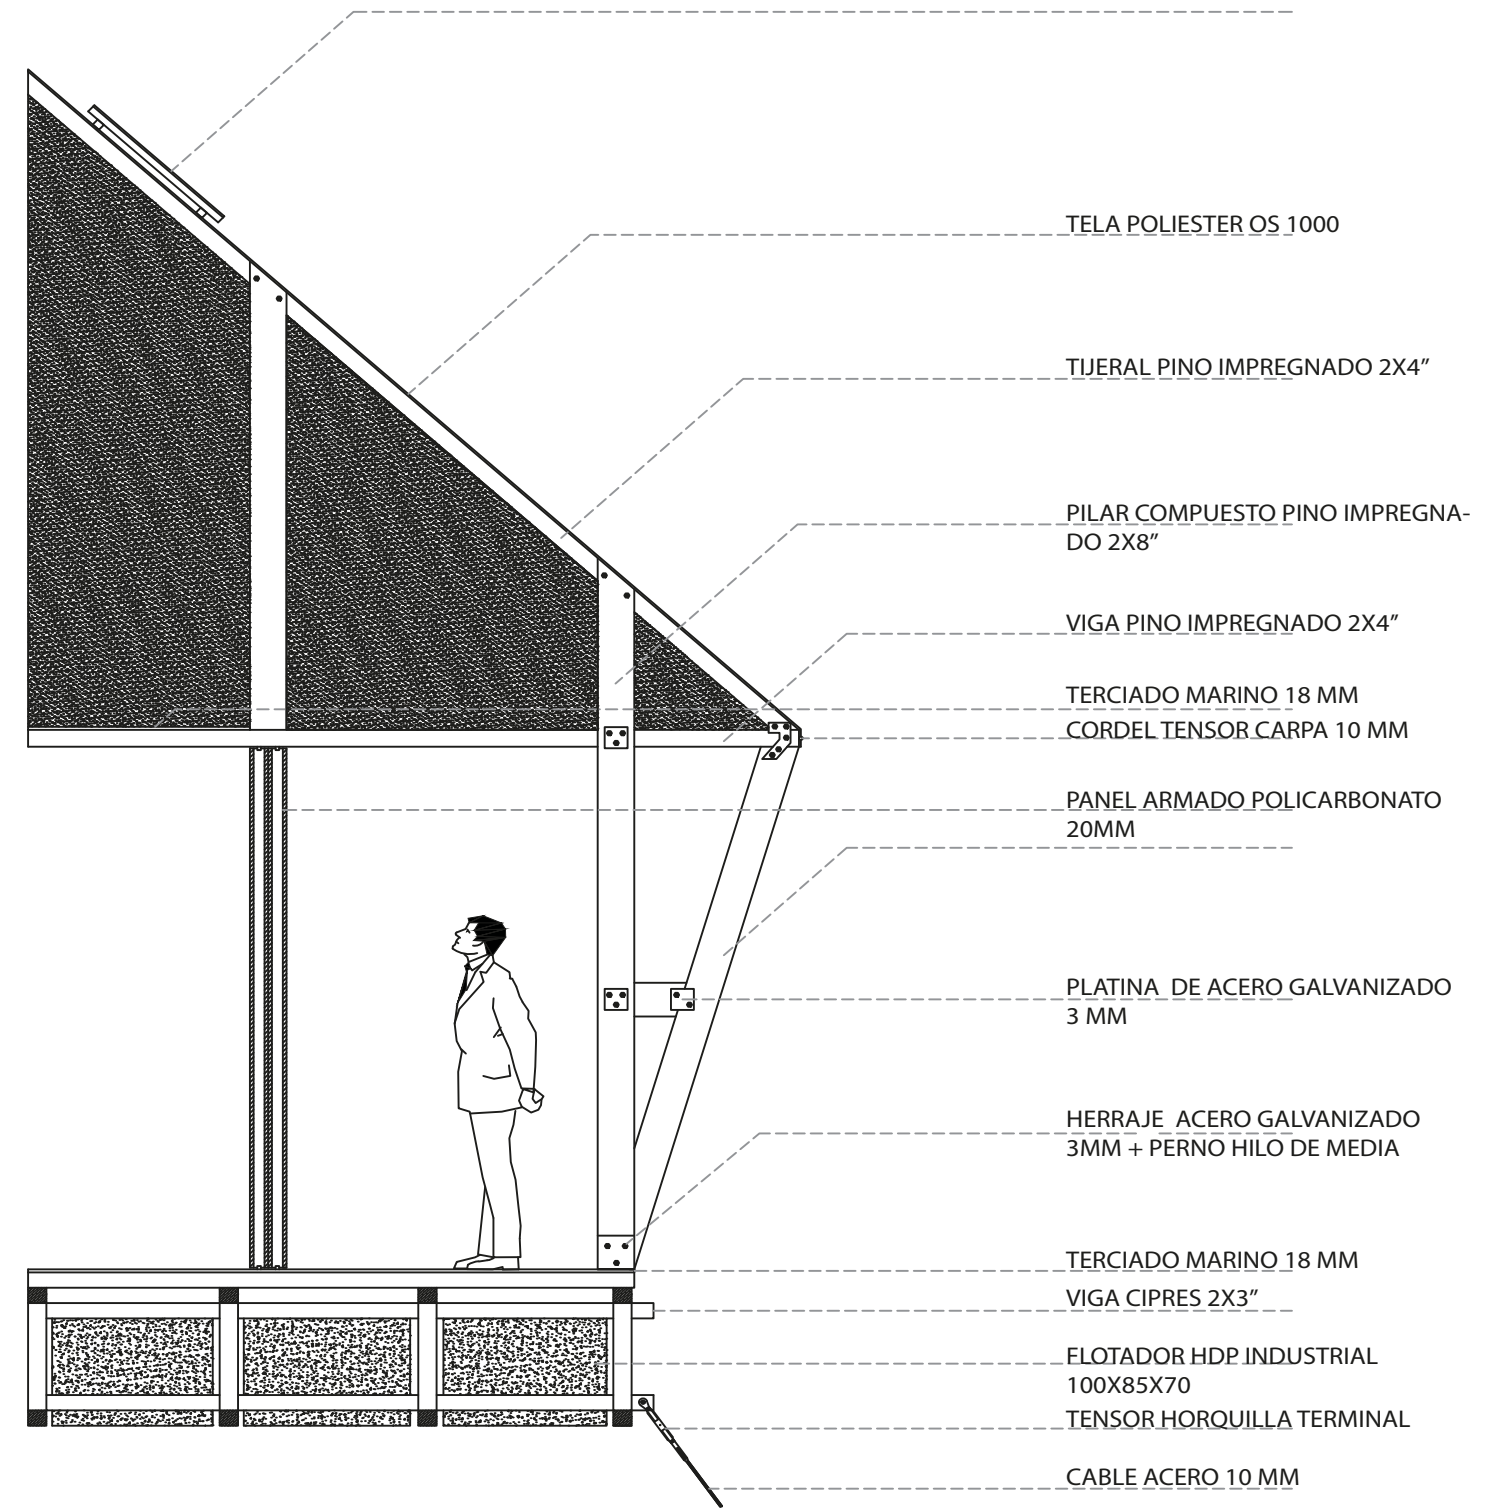 TELA POLIESTER OS 1000
TIJERAL PINO IMPREGNADO 2X4”
PILAR COMPUESTO PINO IMPREGNA-
DO 2X8”
VIGA PINO IMPREGNADO 2X4”
TERCIADO MARINO 18 MM
CORDEL TENSOR CARPA 10 MM
PANEL ARMADO POLICARBONATO
20MM
PLATINA  DE ACERO GALVANIZADO
3 MM
HERRAJE  ACERO GALVANIZADO
3MM + PERNO HILO DE MEDIA
TERCIADO MARINO 18 MM
VIGA CIPRES 2X3”
FLOTADOR HDP INDUSTRIAL
100X85X70
TENSOR HORQUILLA TERMINAL
CABLE ACERO 10 MM